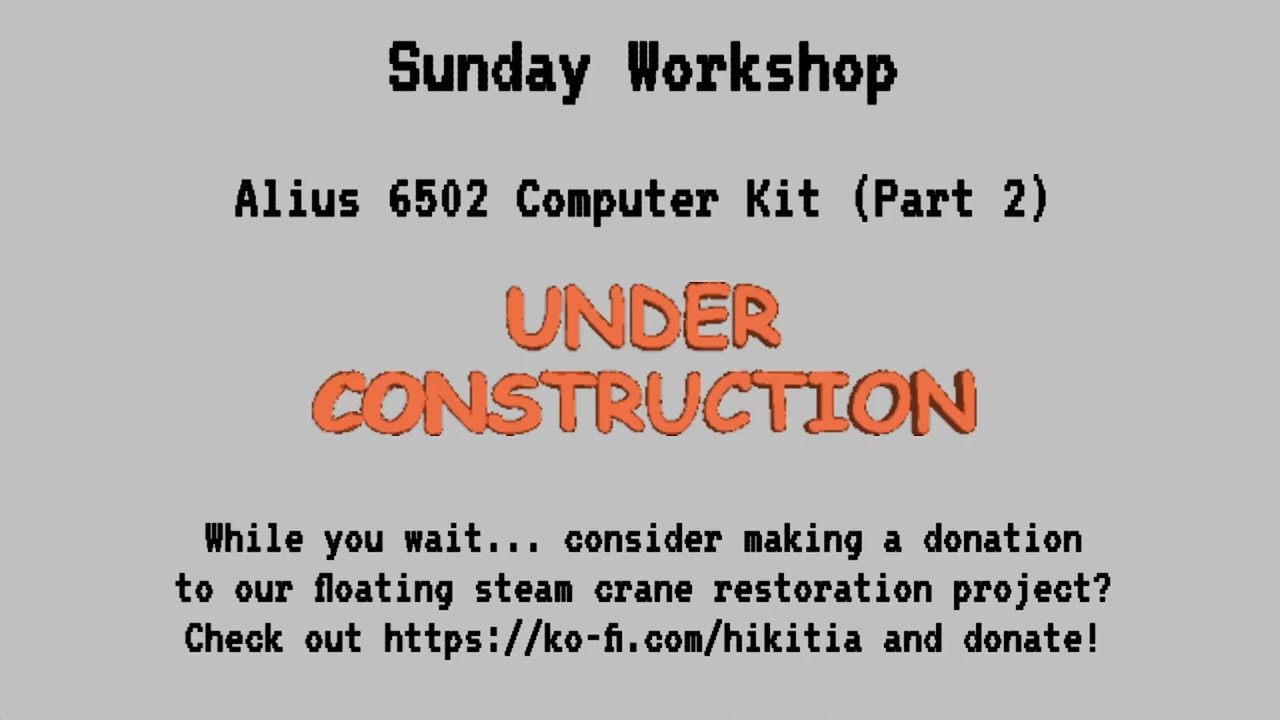 Sunday Workshop
Alius 6502 Computer Kit (Part 2)
UNDER
CONSTRUCTION
While you wait... consider making a donation
to our floating steam crane restoration project?
Check out https://ko-fi.com/hikitia and donate!